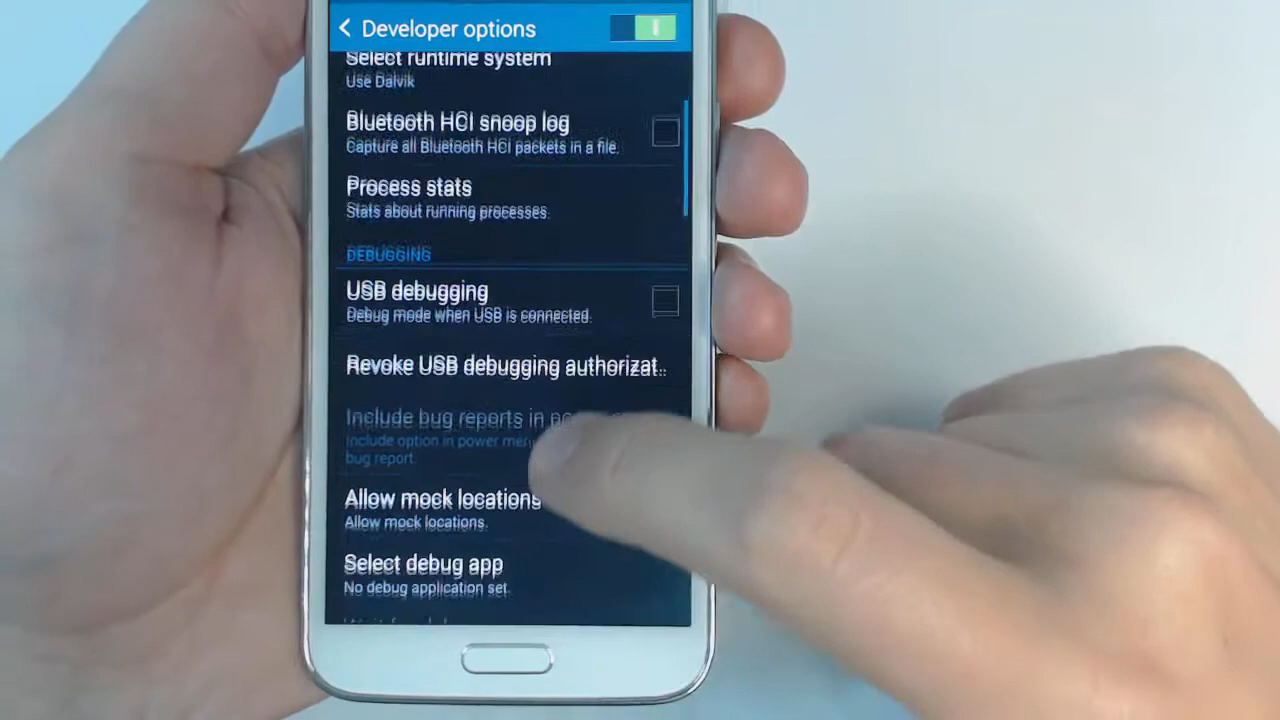 Developer options
Select runtime system
Use Dalvik
Bluetooth HCI snoop log
Capture all Bluetooth HCI packets in a file.
Process stats
Stats about running processes.
DEBUGGING
USB debugging
Debug mode when USB is connected.
Revoke USB debugging authorizat..
Include bug reports in
Include option in power
bug report.
Allow mock locations
Allow mock locations.
Select debug app
No debug application set.